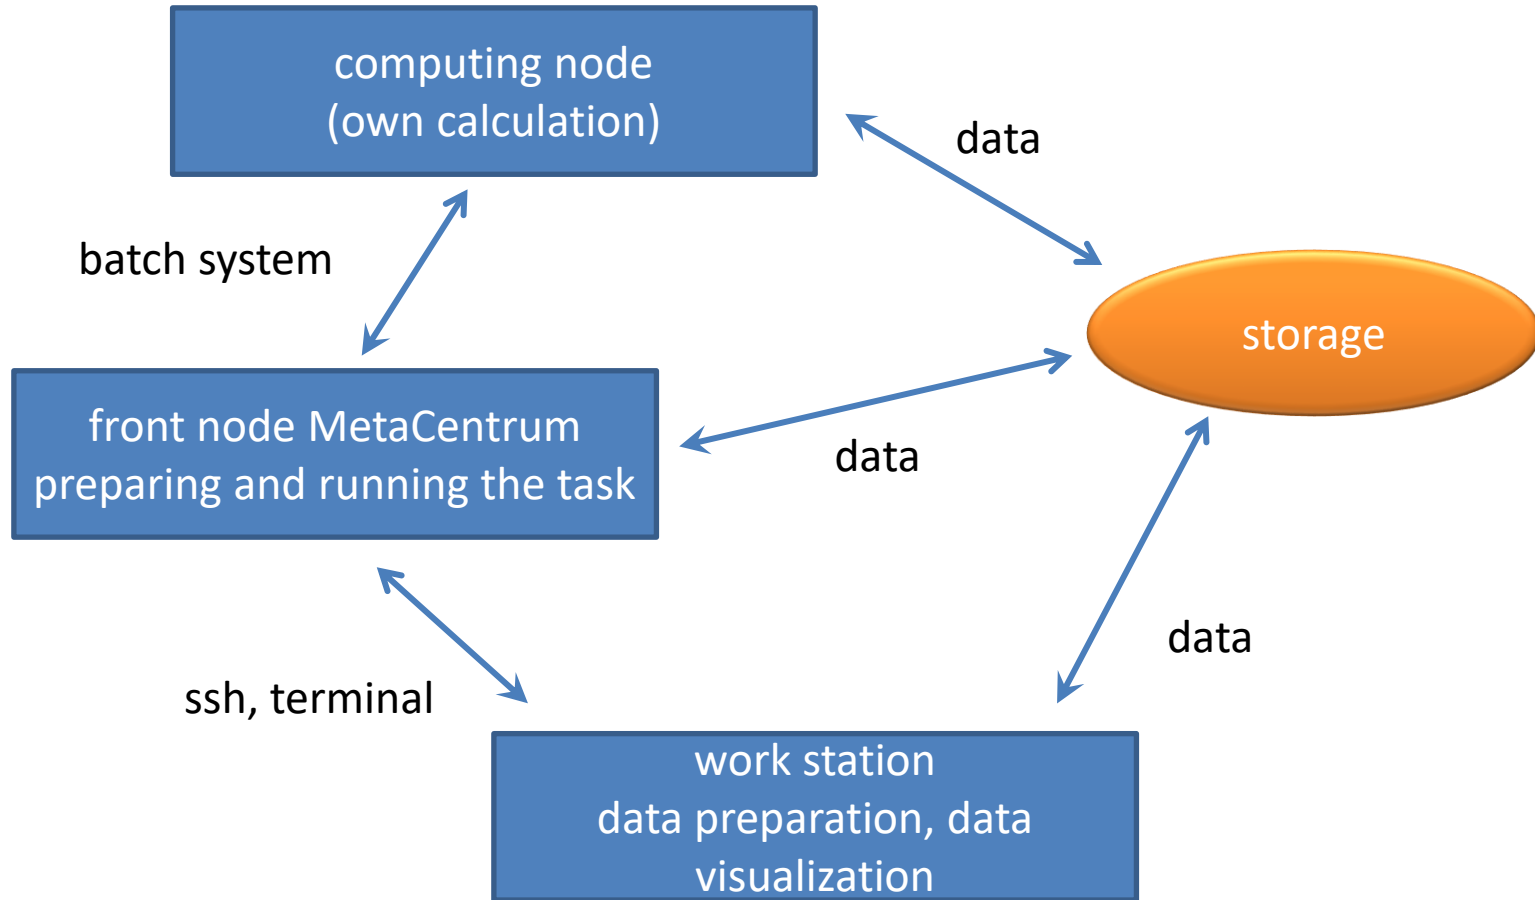 computing node
(own calculation)
data
batch system
storage
front node MetaCentrum
preparing and running the task
data
data
ssh, terminal
work station
data preparation, data
visualization